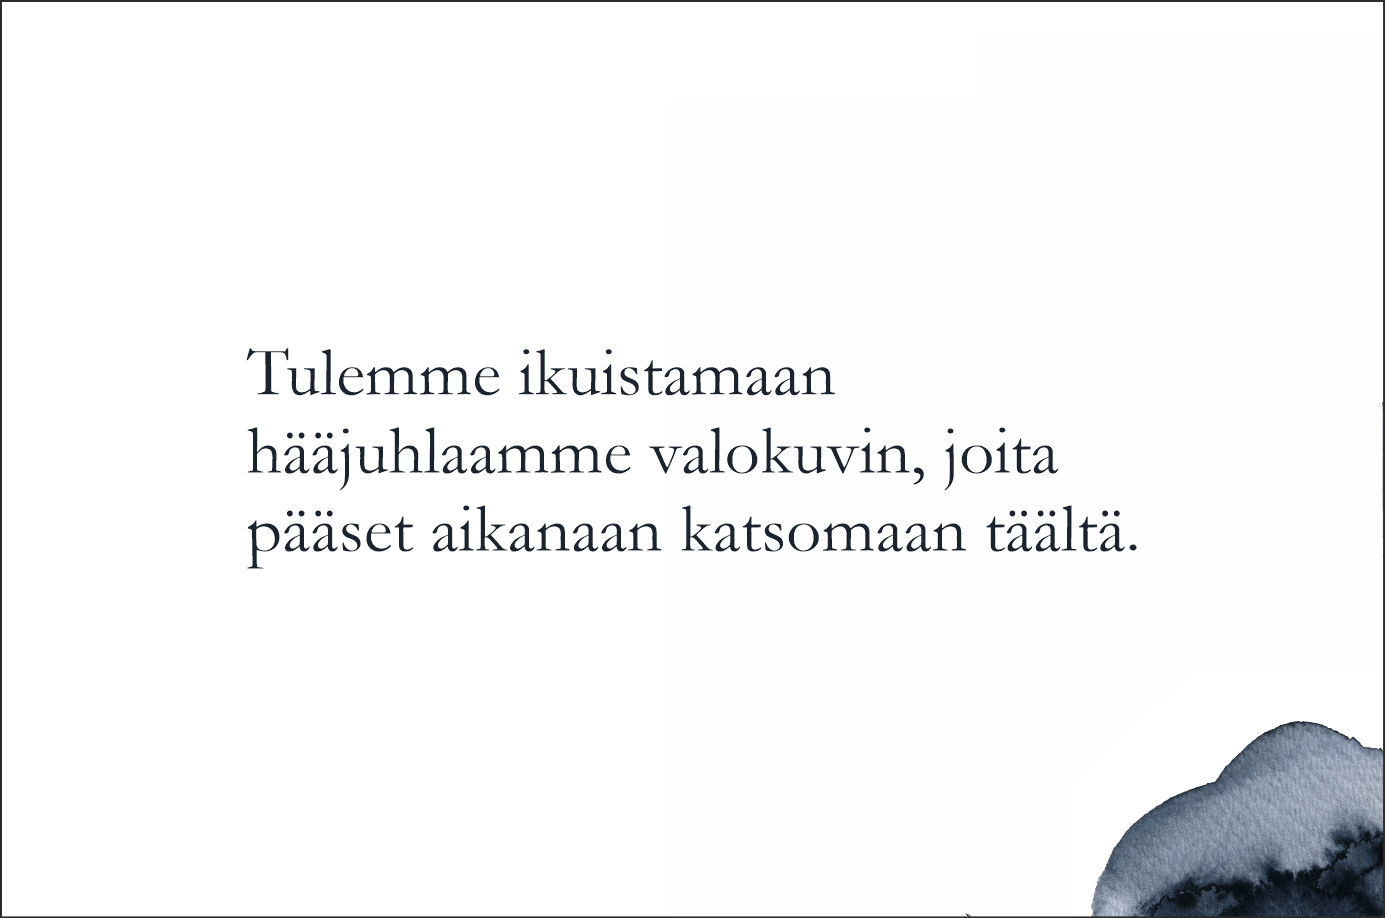 Tulemme ikuistamaan
hääjuhlaamme valokuvin, joita
pääset aikanaan katsomaan täältä.